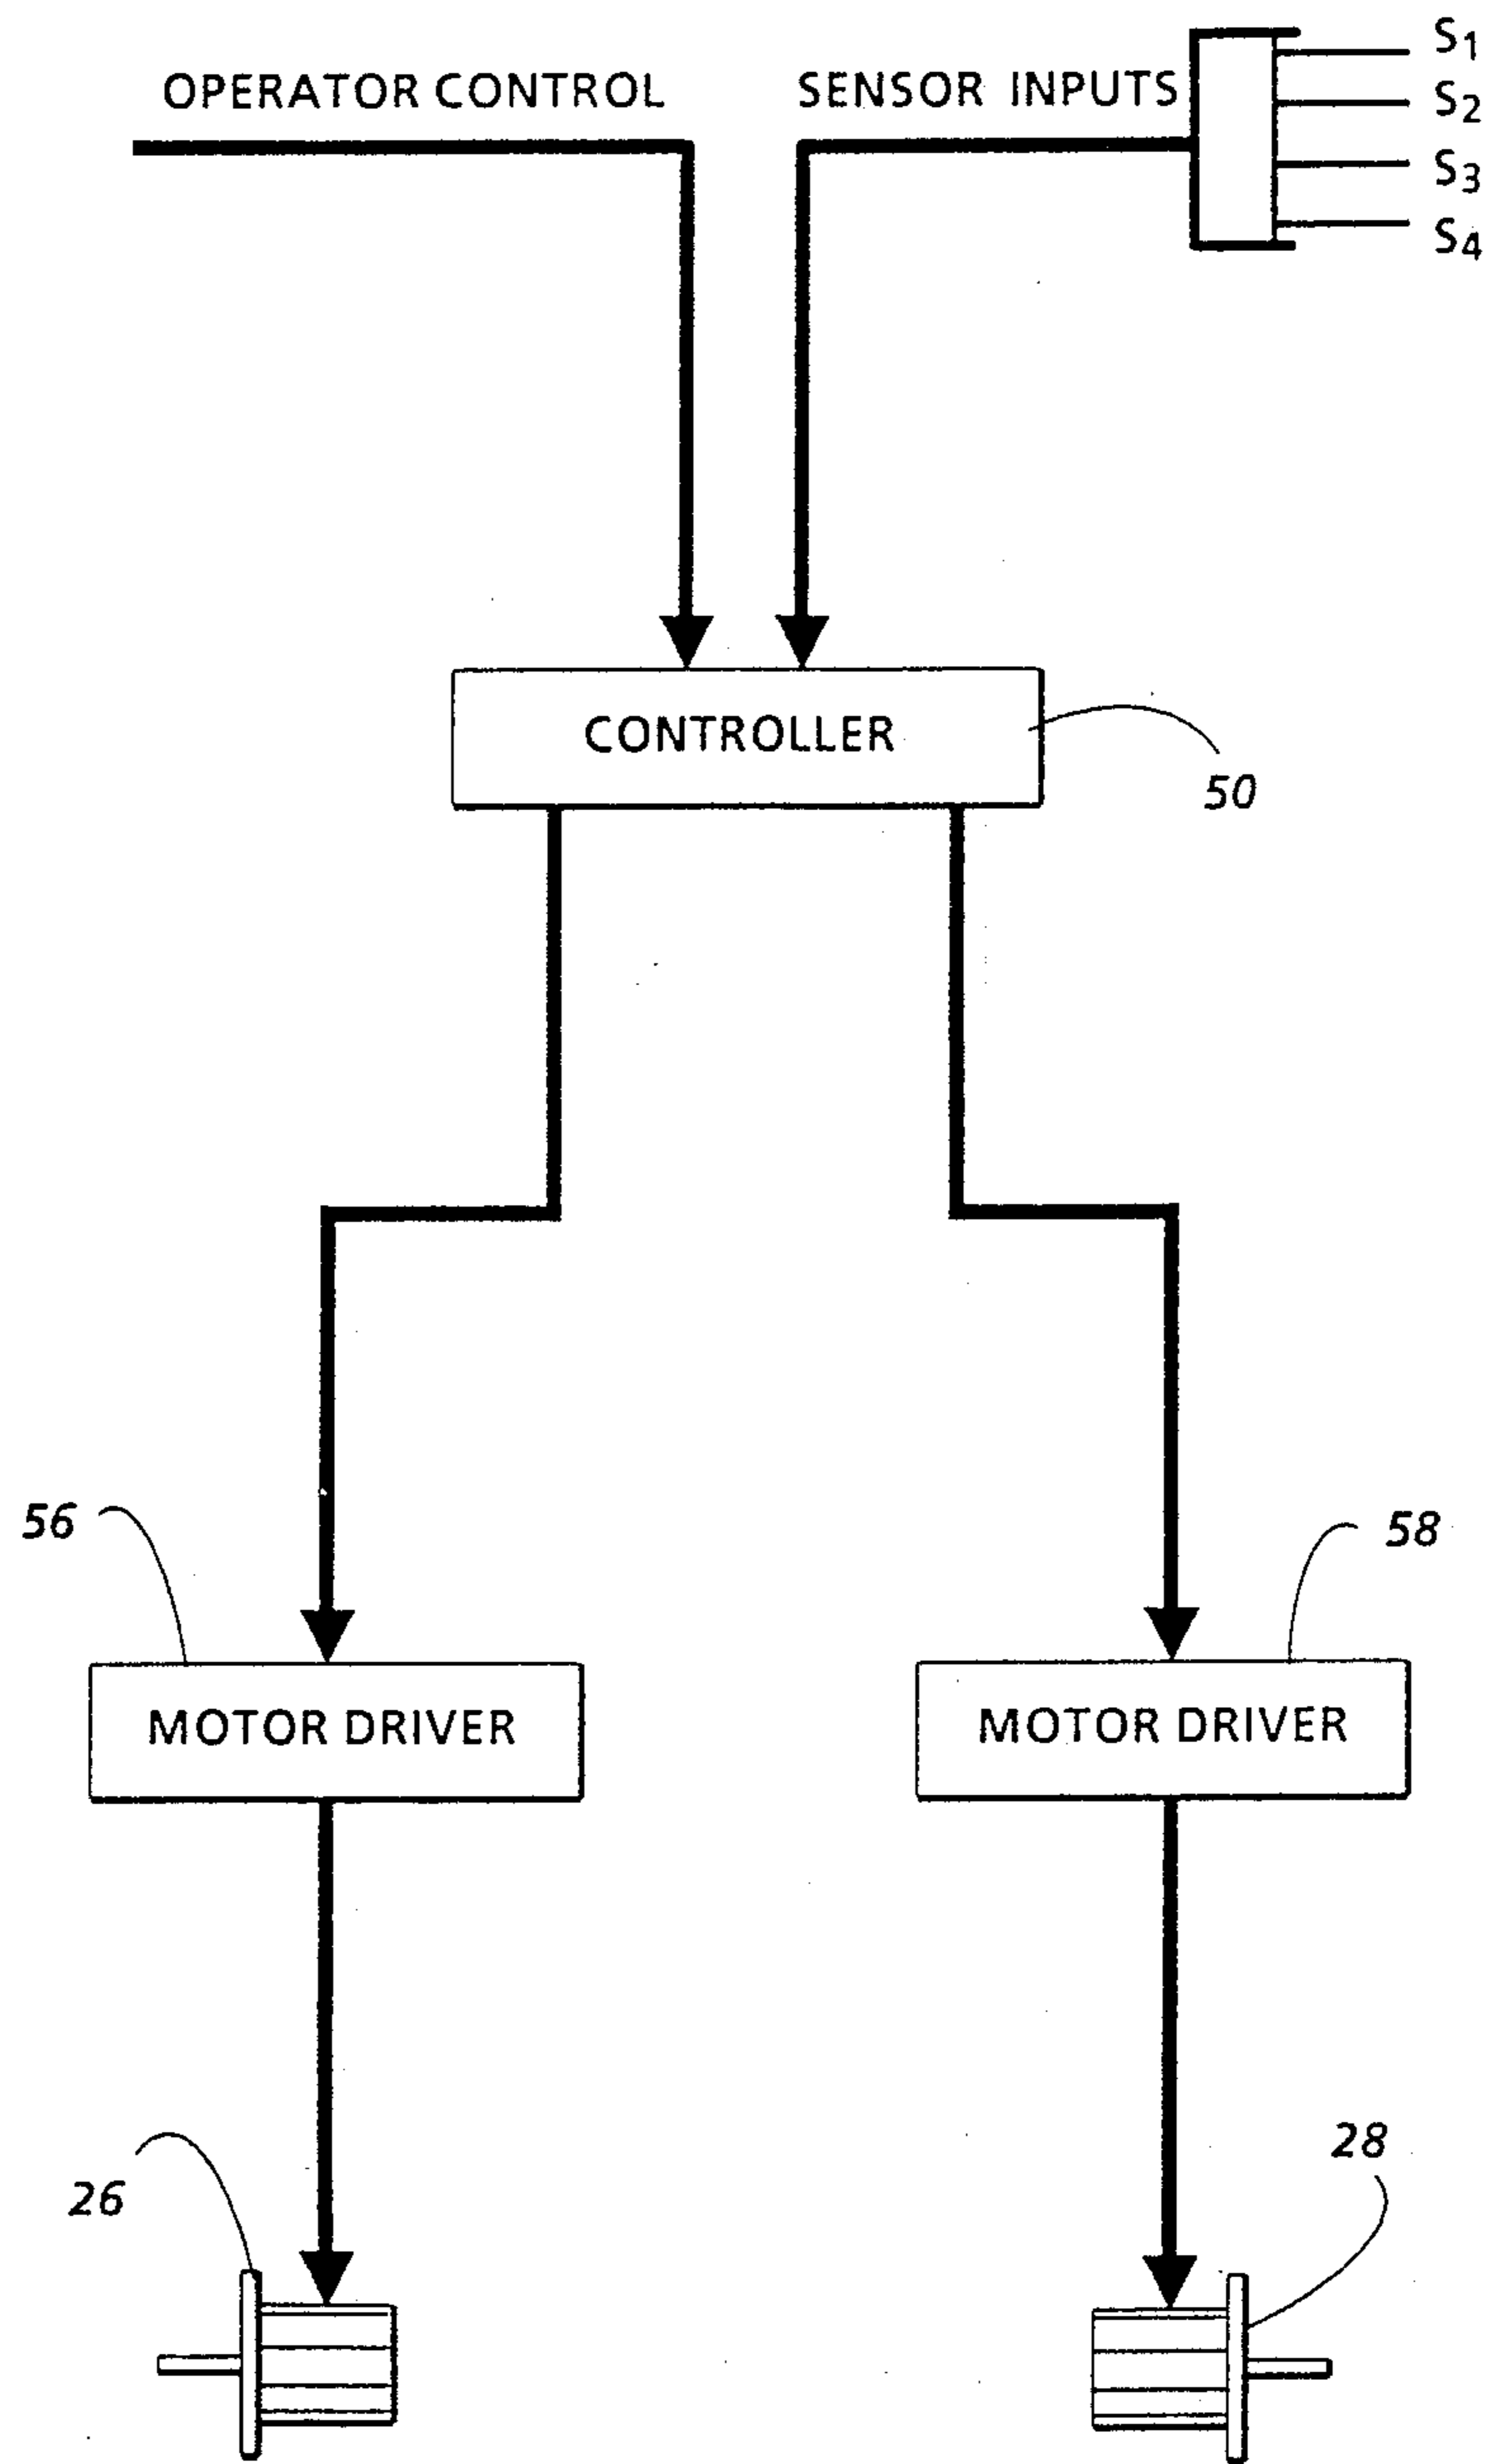 OPERATOR CONTROL
SENSOR INPUTS
S1
S2
S3
S4
CONTROLLER
50
56
58
MOTOR DRIVER
MOTOR DRIVER
26
28